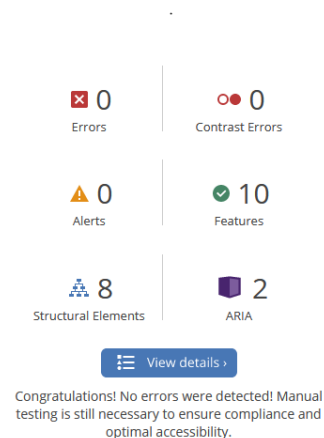 0 0
Errors Contrast Errors
0 10
Alerts Features
8 2
Structural Elements ARIA
View details ›
Congratulations! No errors were detected! Manual
testing is still necessary to ensure compliance and
optimal accessibility.